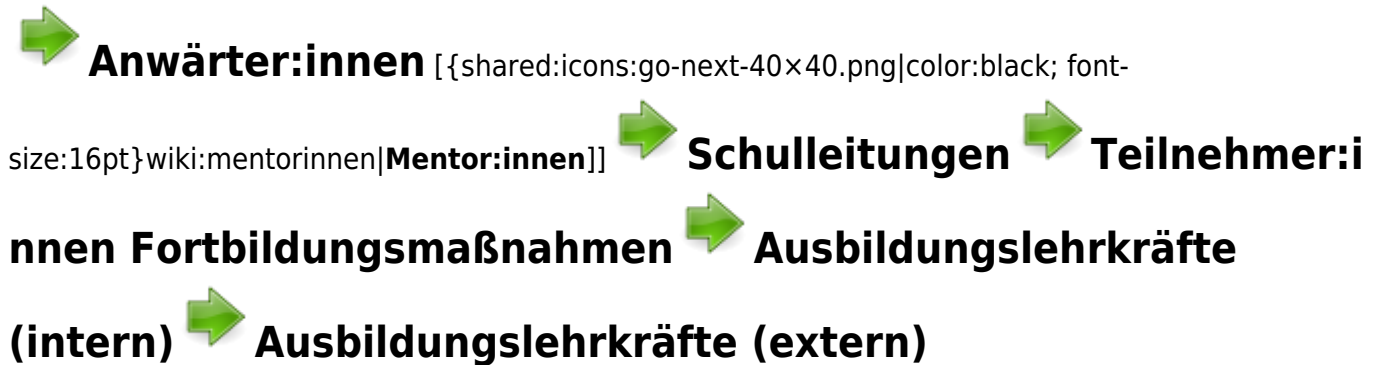 Anwärter:innen [{shared:icons:go-next-40×40.png|color:black; font-
size:16pt}wiki:mentorinnen|Mentor:innen]] Schulleitungen Teilnehmer:i
nnen Fortbildungsmaßnahmen Ausbildungslehrkräfte
(intern) Ausbildungslehrkräfte (extern)